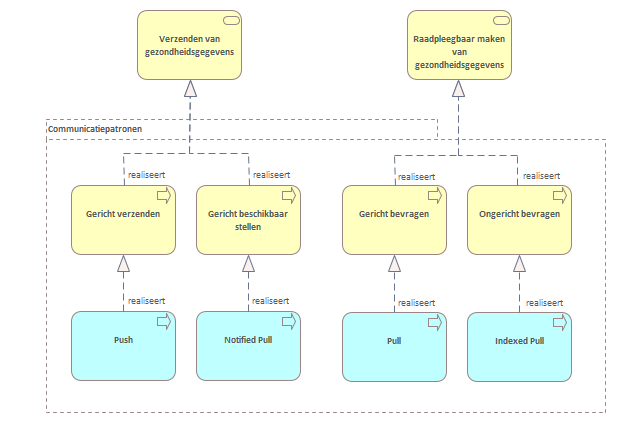 Verzenden van
gezondheidsgegevens
Raadpleegbaar maken
van
gezondheidsgegevens
Communicatiepatronen
realiseert
realiseert
realiseert
realiseert
Gericht verzenden
Gericht beschikbaar
stellen
Gericht bevragen
Ongericht bevragen
realiseert
realiseert
realiseert
realiseert
Push
Notified Pull
Pull
Indexed Pull